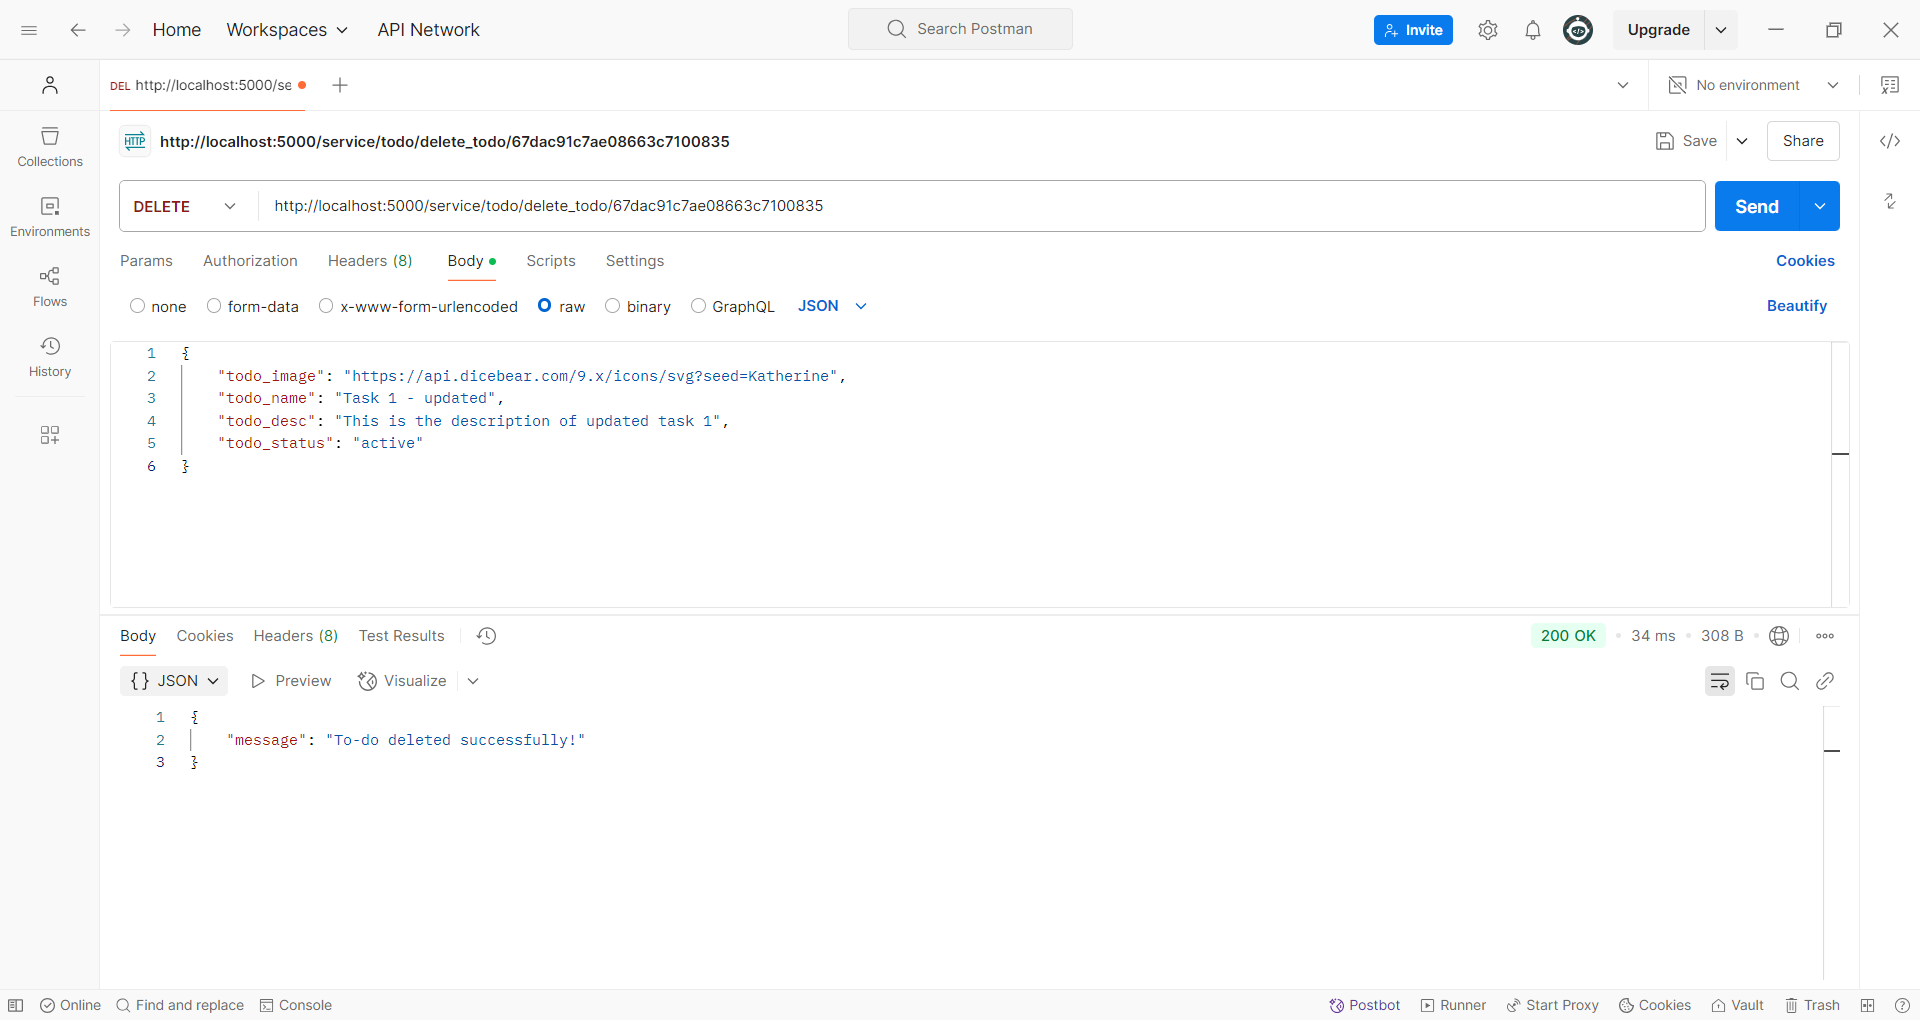 Home Workspaces API Network Search Postman Invite Upgrade
DEL http://localhost:5000/se No environment
Collections
Environments
Flows
History
HTTP http://localhost:5000/service/todo/delete_todo/67dac91c7ae08663c7100835 Save Share
DELETE http://localhost:5000/service/todo/delete_todo/67dac91c7ae08663c7100835 Send
Params Authorization Headers (8) Body Scripts Settings Cookies
none form-data x-www-form-urlencoded raw binary GraphQL JSON Beautify
1 {
2 "todo_image": "https://api.dicebear.com/9.x/icons/svg?seed=Katherine",
3 "todo_name": "Task 1 - updated",
4 "todo_desc": "This is the description of updated task 1",
5 "todo_status": "active"
6 }
Body Cookies Headers (8) Test Results 200 OK 34 ms 308 B
{} JSON Preview Visualize
1 {
2 "message": "To-do deleted successfully!"
3 }
Online Find and replace Console Postbot Runner Start Proxy Cookies Vault Trash